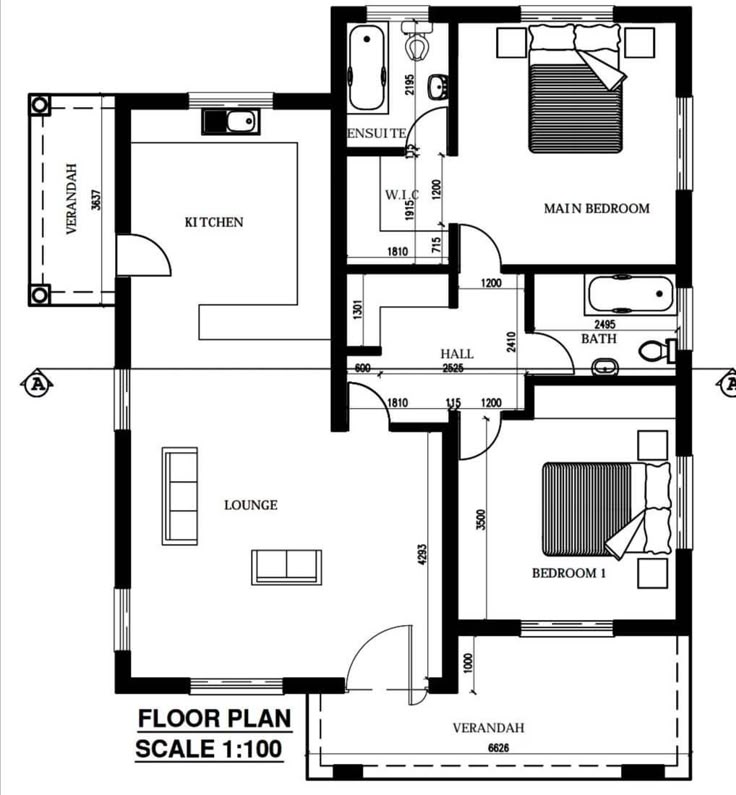 2195
ENSUITE
115
W.I.C
1200
1915
1810
715
MAIN BEDROOM
VERANDAH
3637
KITCHEN
1200
1301
2495
BATH
HALL
2410
A
600
2525
A
1810
115
1200
LOUNGE
3500
4293
BEDROOM 1
1000
FLOOR PLAN
SCALE 1:100
VERANDAH
6626